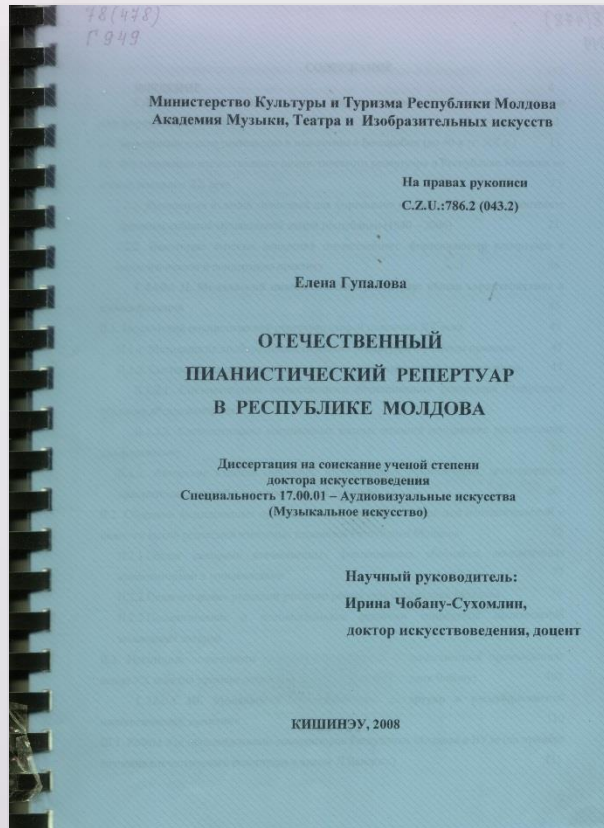 78(478)
Г949
Министерство Культуры и Туризма Республики Молдова
Академия Музыки, Театра и Изобразительных искусств
На правах рукописи
C.Z.U.:786.2 (043.2)
Елена Гупалова
ОТЕЧЕСТВЕННЫЙ
ПИАНИСТИЧЕСКИЙ РЕПЕРТУАР
В РЕСПУБЛИКЕ МОЛДОВА
Диссертация на соискание ученой степени
доктора искусствоведения
Специальность 17.00.01 – Аудиовизуальные искусства
(Музыкальное искусство)
Научный руководитель:
Ирина Чобану-Сухомлин,
доктор искусствоведения, доцент
КИШИНЭУ, 2008